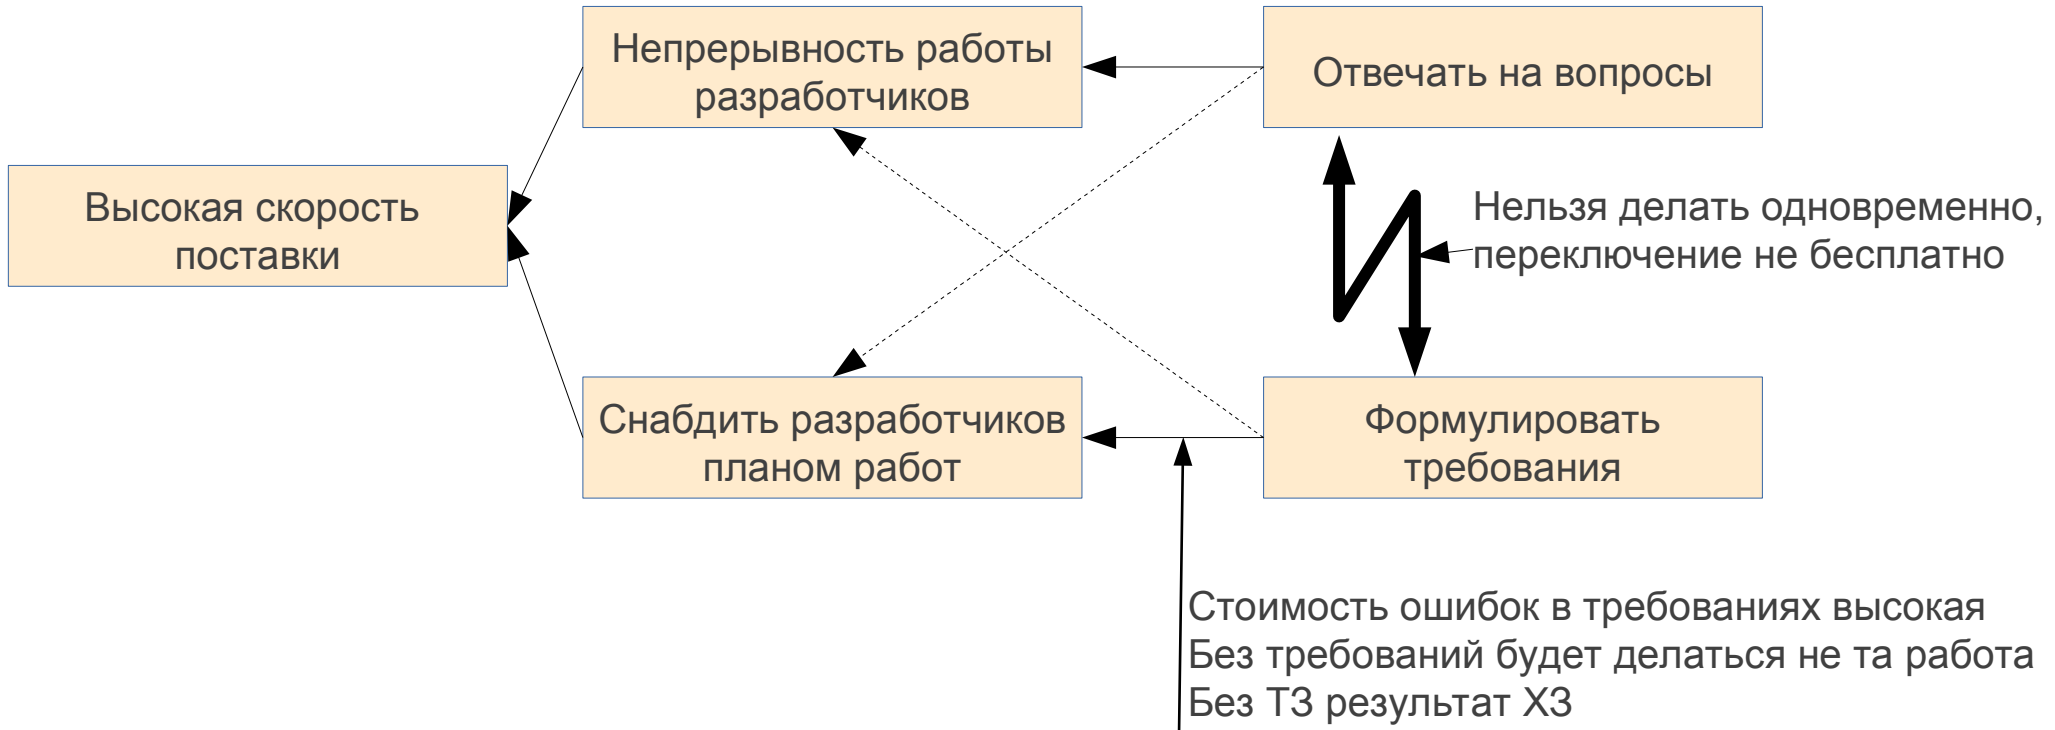 Непрерывность работы
разработчиков
Отвечать на вопросы
Высокая скорость
поставки
Нельзя делать одновременно,
переключение не бесплатно
Снабдить разработчиков
планом работ
Формулировать
требования
Стоимость ошибок в требованиях высокая
Без требований будет делаться не та работа
Без ТЗ результат ХЗ